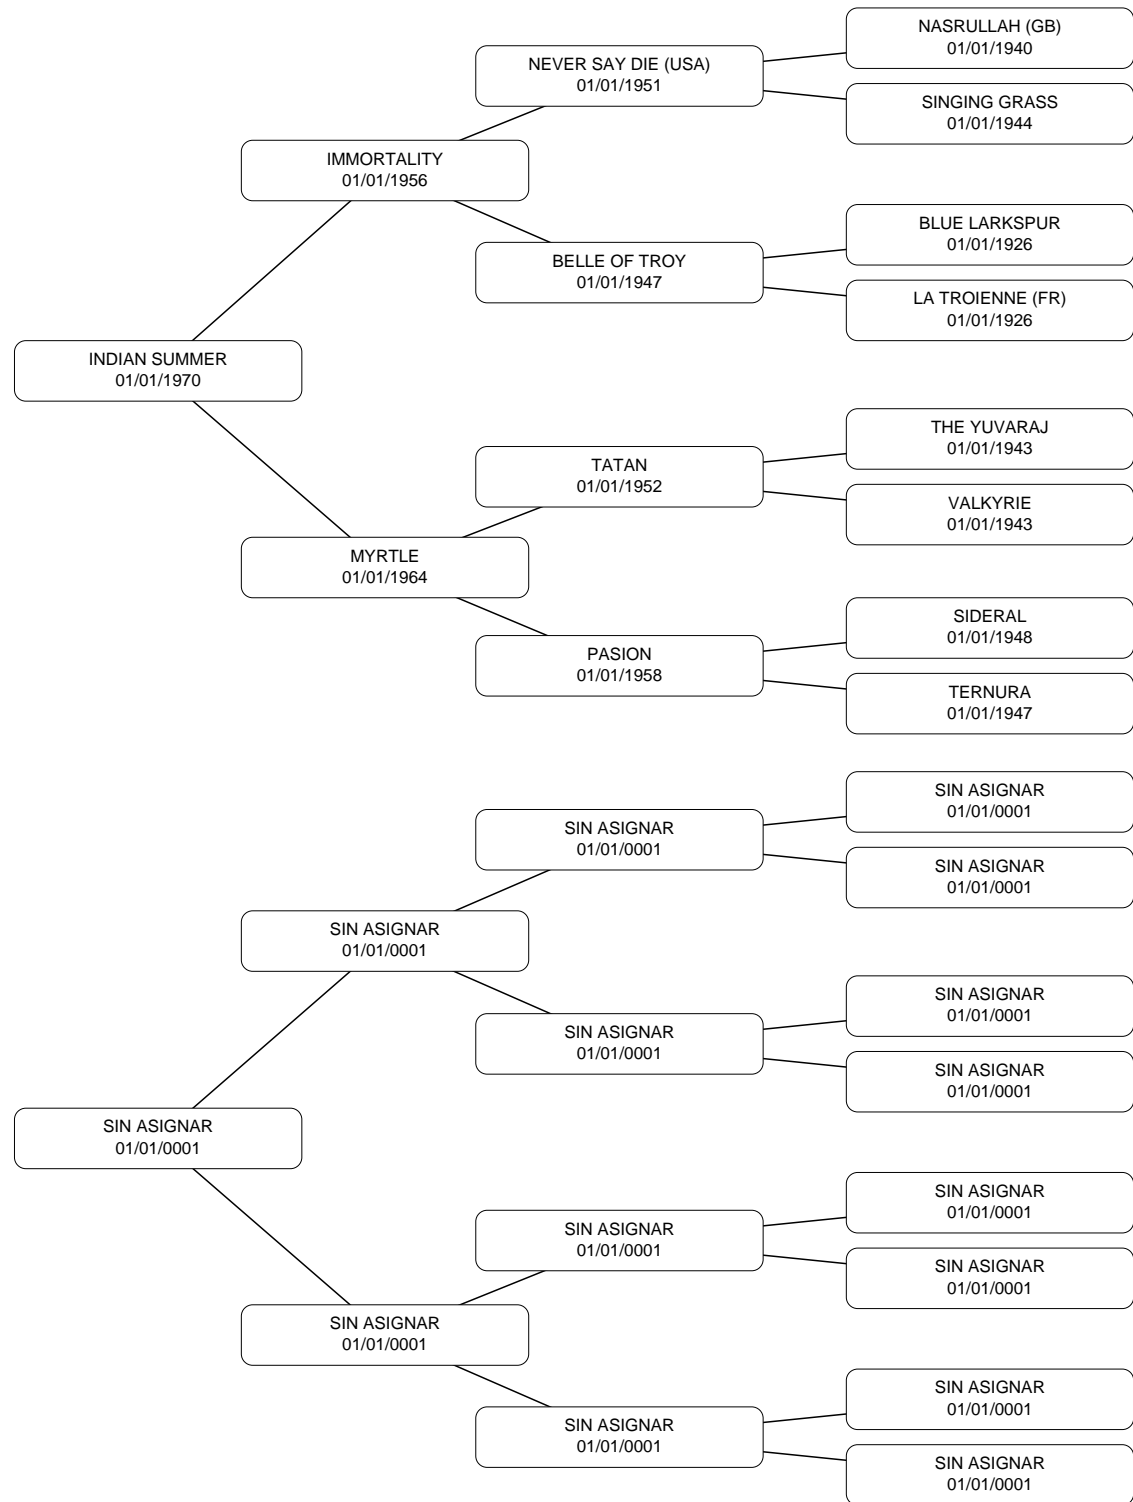 NASRULLAH (GB)
01/01/1940
NEVER SAY DIE (USA)
01/01/1951
SINGING GRASS
01/01/1944
IMMORTALITY
01/01/1956
BLUE LARKSPUR
01/01/1926
BELLE OF TROY
01/01/1947
LA TROIENNE (FR)
01/01/1926
INDIAN SUMMER
01/01/1970
THE YUVARAJ
01/01/1943
TATAN
01/01/1952
VALKYRIE
01/01/1943
MYRTLE
01/01/1964
SIDERAL
01/01/1948
PASION
01/01/1958
TERNURA
01/01/1947
SIN ASIGNAR
01/01/0001
SIN ASIGNAR
01/01/0001
SIN ASIGNAR
01/01/0001
SIN ASIGNAR
01/01/0001
SIN ASIGNAR
01/01/0001
SIN ASIGNAR
01/01/0001
SIN ASIGNAR
01/01/0001
SIN ASIGNAR
01/01/0001
SIN ASIGNAR
01/01/0001
SIN ASIGNAR
01/01/0001
SIN ASIGNAR
01/01/0001
SIN ASIGNAR
01/01/0001
SIN ASIGNAR
01/01/0001
SIN ASIGNAR
01/01/0001
SIN ASIGNAR
01/01/0001